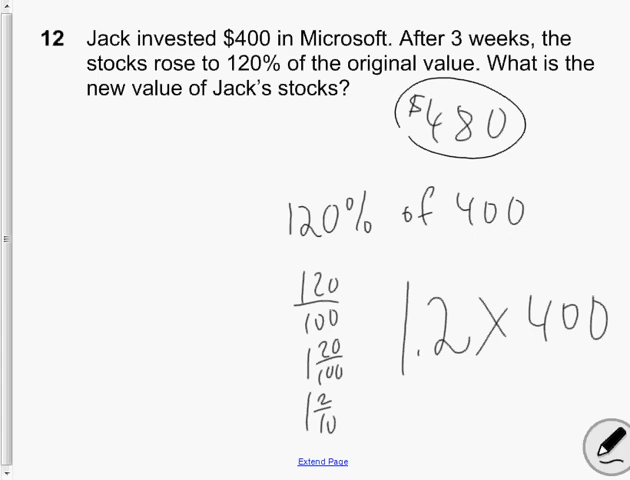 12 Jack invested $400 in Microsoft. After 3 weeks, the
stocks rose to 120% of the original value. What is the
new value of Jack's stocks?
$480
120% of 400
120/100
1 20/100
1 2/10
1.2 × 400
Extend Page